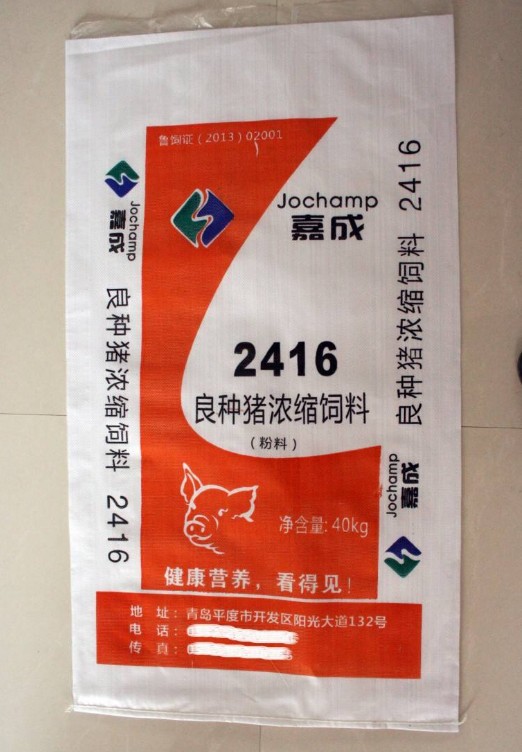 鲁饲证（2013）02001
Jochamp
嘉成
2416
良种猪浓缩饲料
（粉料）
净含量: 40kg
健康营养，看得见！
地 址：青岛平度市开发区阳光大道132号
电 话：
传 真：
Jochamp
嘉成
良种猪浓缩饲料 2416
Jochamp
嘉成
良种猪浓缩饲料 2416